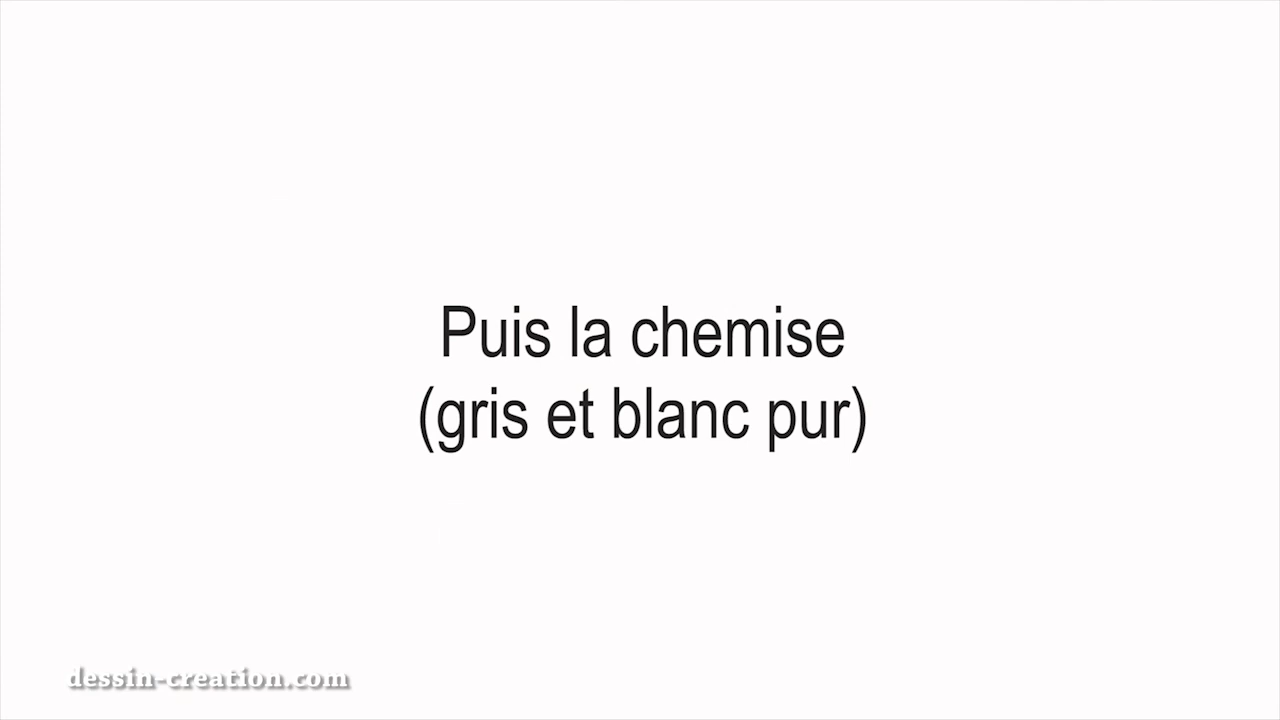 Puis la chemise
(gris et blanc pur)
dessin-creation.com